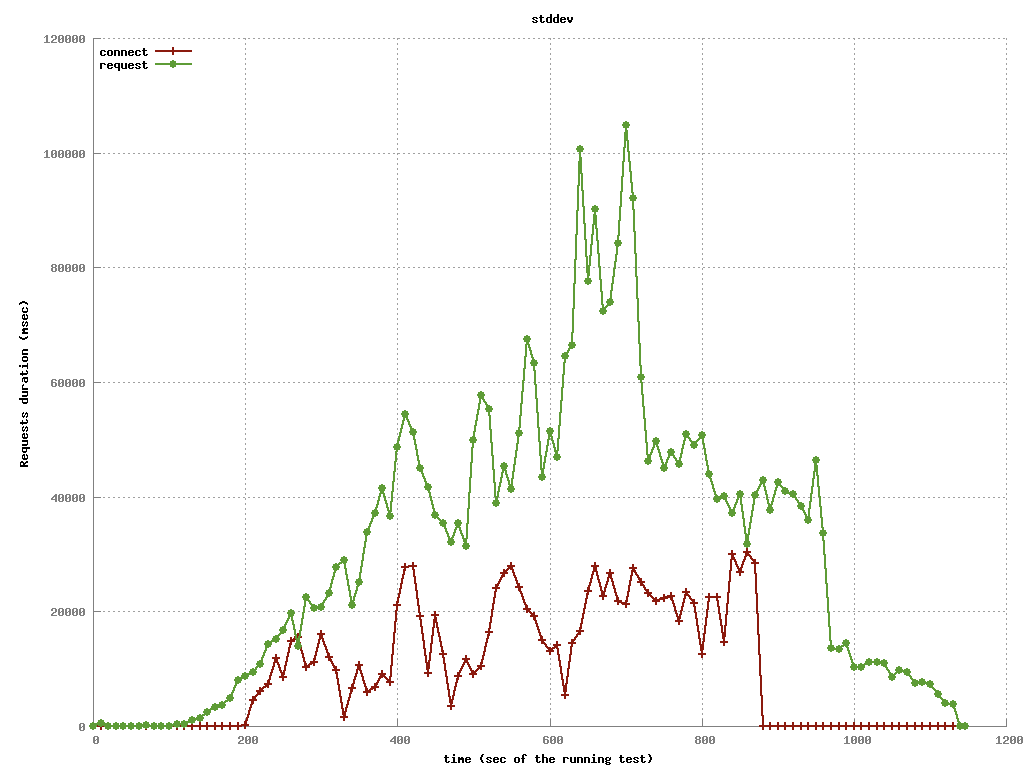 stddev
120000
connect
request
100000
80000
60000
40000
20000
0
Requests duration (msec)
0 200 400 600 800 1000 1200
time (sec of the running test)